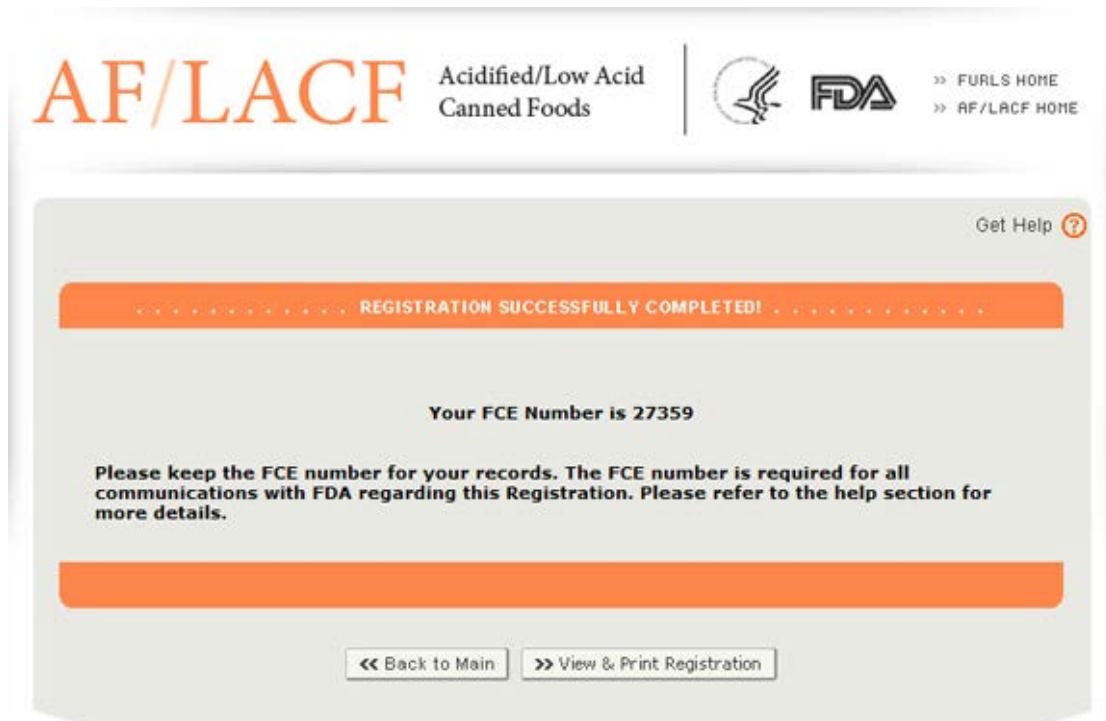 AF/LACF
Acidified/Low Acid
Canned Foods
FDA
>> FURLS HOME
>> AF/LACF HOME
Get Help ?
. . . . . . . . . . . . REGISTRATION SUCCESSFULLY COMPLETED! . . . . . . . . . . . .
Your FCE Number is 27359
Please keep the FCE number for your records. The FCE number is required for all
communications with FDA regarding this Registration. Please refer to the help section for
more details.
<< Back to Main
>> View & Print Registration